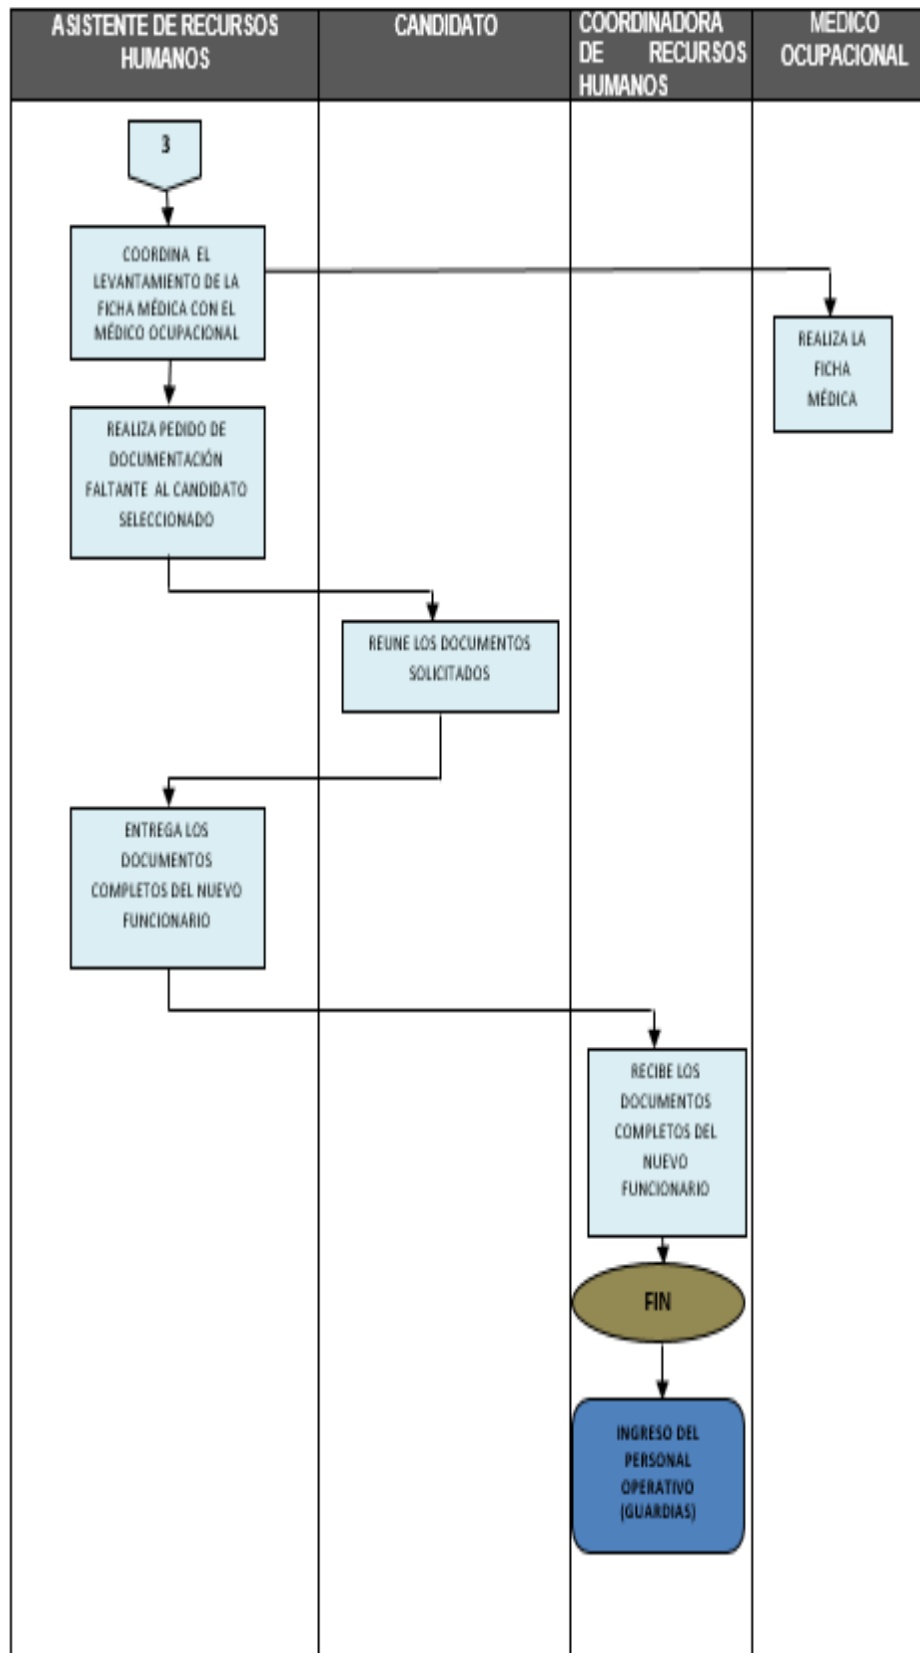 ASISTENTE DE RECURSOS
HUMANOS
CANDIDATO
COORDINADORA
DE RECURSOS
HUMANOS
MEDICO
OCUPACIONAL
3
COORDINA EL
LEVANTAMIENTO DE LA
FICHA MÉDICA CON EL
MÉDICO OCUPACIONAL
REALIZA LA
FICHA
MÉDICA
REALIZA PEDIDO DE
DOCUMENTACIÓN
FALTANTE AL CANDIDATO
SELECCIONADO
REUNE LOS DOCUMENTOS
SOLICITADOS
ENTREGA LOS
DOCUMENTOS
COMPLETOS DEL NUEVO
FUNCIONARIO
RECIBE LOS
DOCUMENTOS
COMPLETOS DEL
NUEVO
FUNCIONARIO
FIN
INGRESO DEL
PERSONAL
OPERATIVO
(GUARDIAS)